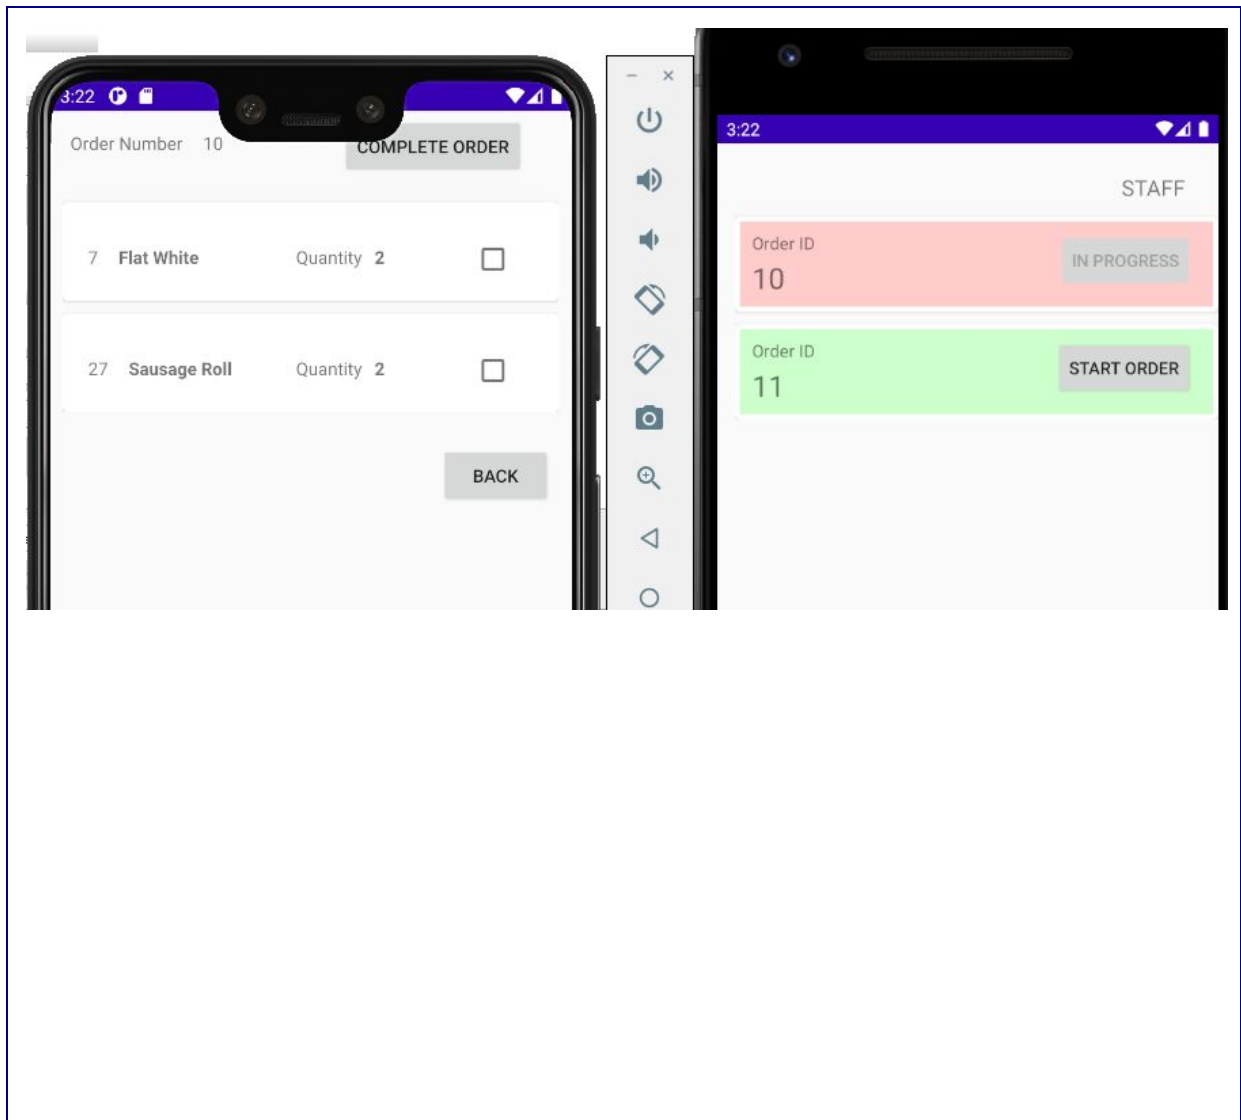 3:22
Order Number 10
COMPLETE ORDER
7 Flat White Quantity 2
27 Sausage Roll Quantity 2
BACK
3:22
STAFF
Order ID
10
IN PROGRESS
Order ID
11
START ORDER